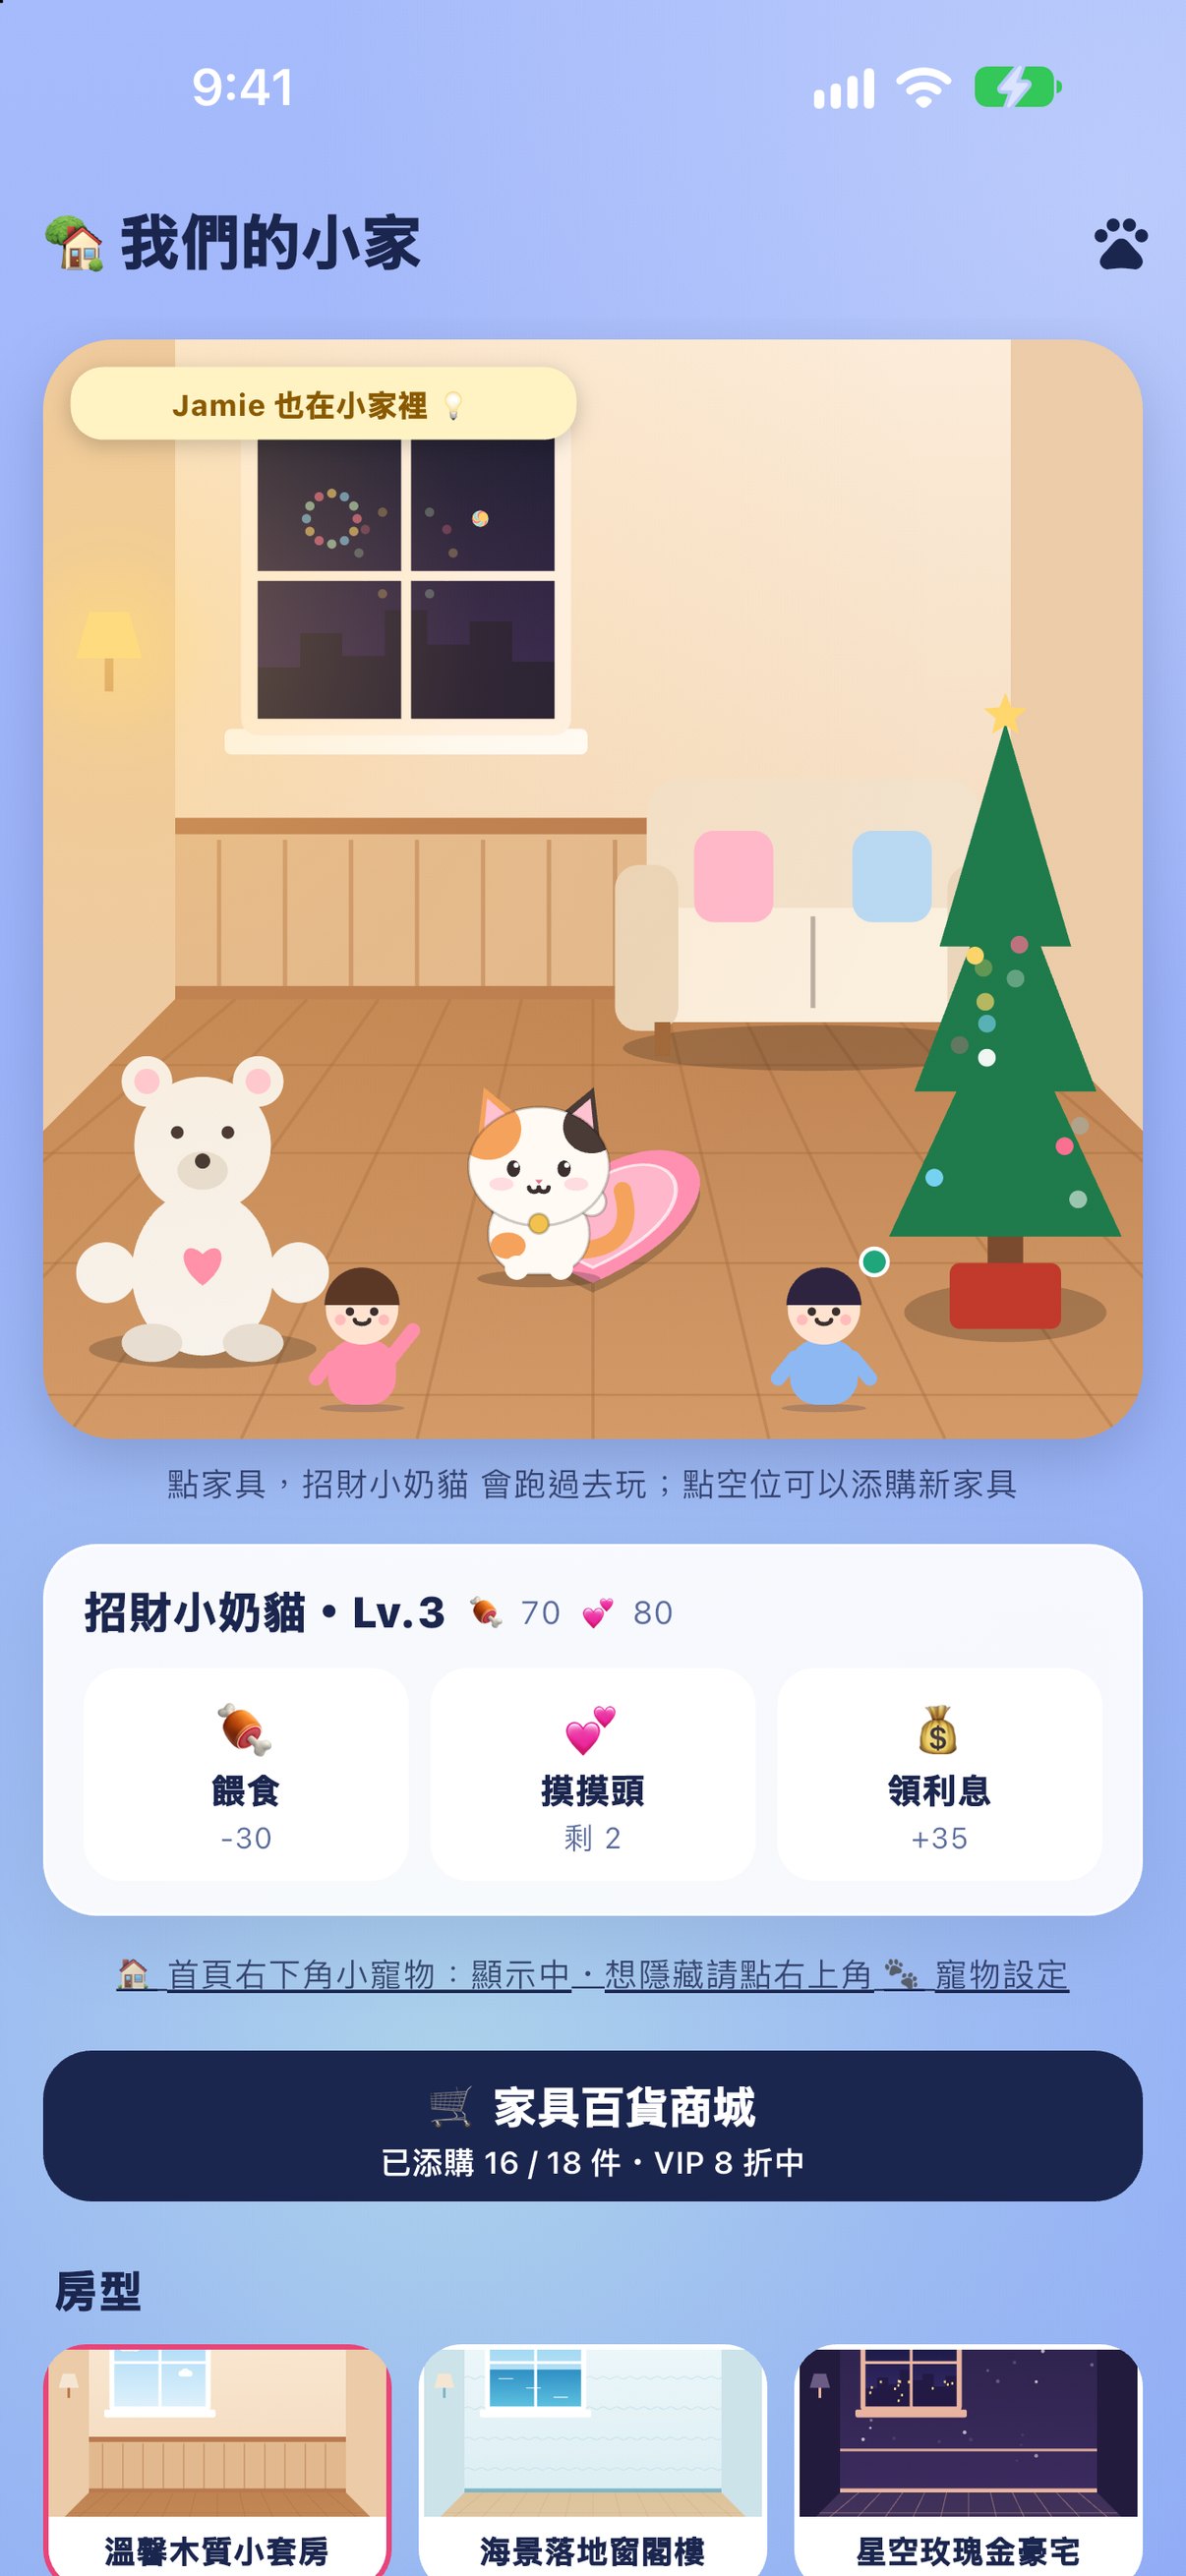 9:41
🏡 我們的小家
Jamie 也在小家裡 💡
點家具，招財小奶貓 會跑過去玩；點空位可以添購新家具
招財小奶貓・Lv.3 🍖 70 💕 80
🍖 💕 💰
餵食 摸摸頭 領利息
-30 剩 2 +35
🏠 首頁右下角小寵物：顯示中・想隱藏請點右上角 🐾 寵物設定
🛒 家具百貨商城
已添購 16 / 18 件・VIP 8 折中
房型
溫馨木質小套房 海景落地窗閣樓 星空玫瑰金豪宅